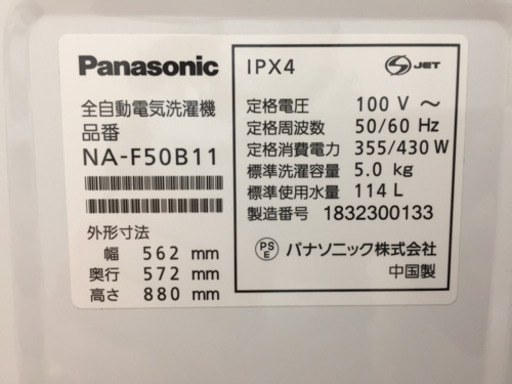 Panasonic
全自動電気洗濯機
品番
NA-F50B11
外形寸法
幅 562 mm
奥行 572 mm
高さ 880 mm
IPX4
S JET
定格電圧 100 V ~
定格周波数 50/60 Hz
定格消費電力 355/430 W
標準洗濯容量 5.0 kg
標準使用水量 114 L
製造番号 1832300133
PS E パナソニック株式会社
中国製